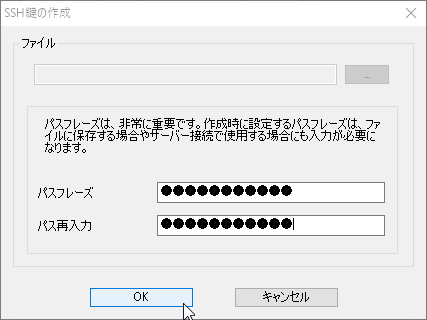 SSH鍵の作成
ファイル
...
パスフレーズは、非常に重要です。作成時に設定するパスフレーズは、ファ
イルに保存する場合やサーバー接続で使用する場合にも入力が必要に
なります。
パスフレーズ ●●●●●●●●●●●
パス再入力 ●●●●●●●●●●●
OK キャンセル